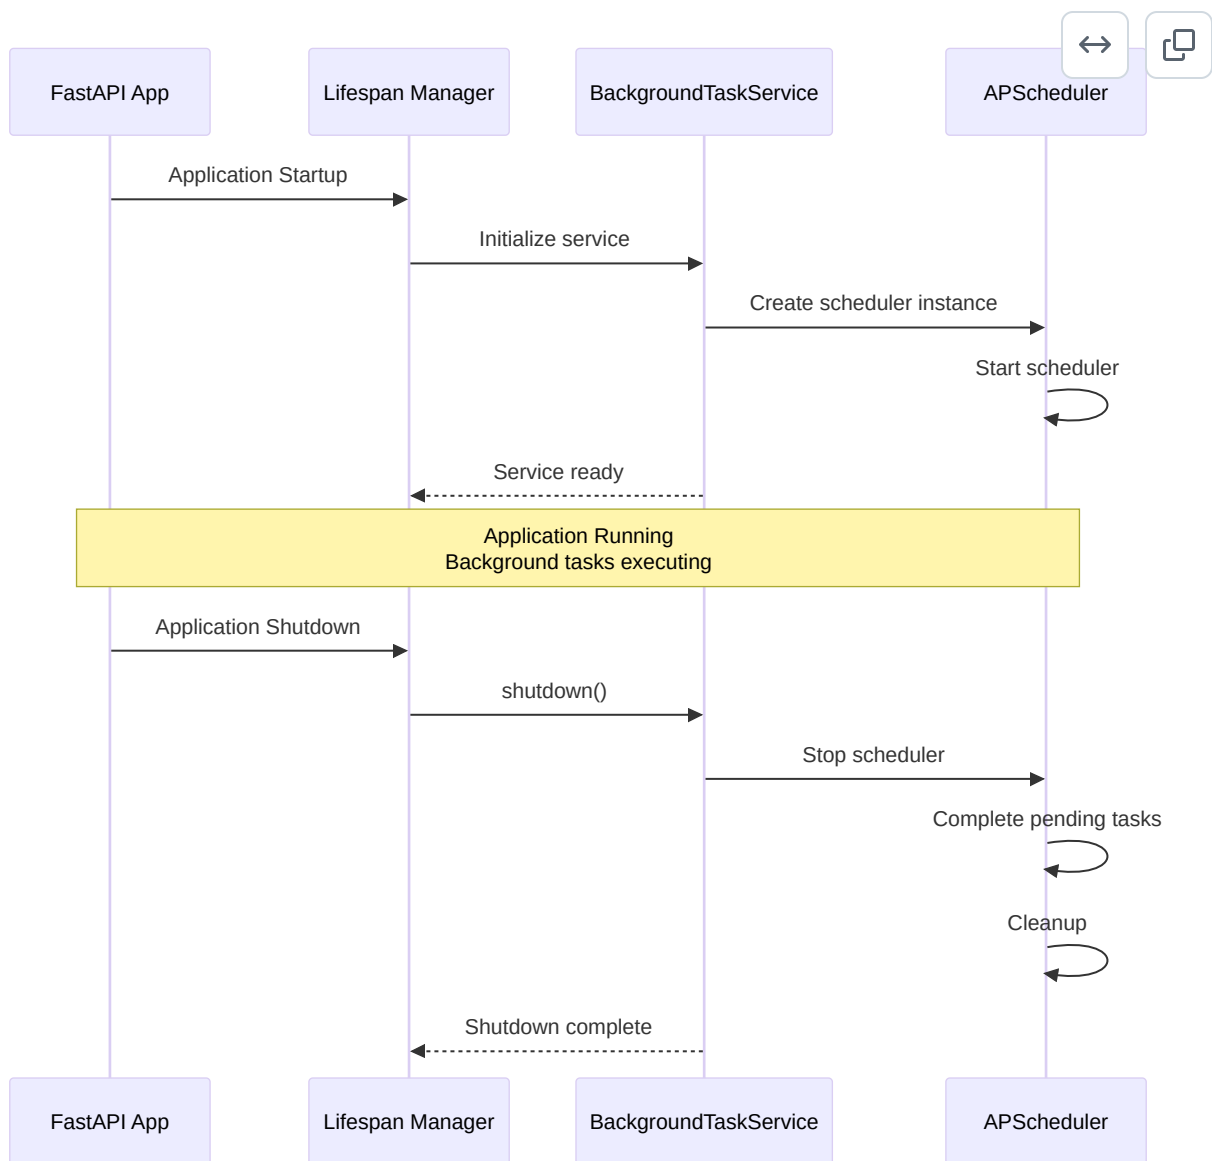 FastAPI App
Lifespan Manager
BackgroundTaskService
APScheduler
Application Startup
Initialize service
Create scheduler instance
Start scheduler
Service ready
Application Running
Background tasks executing
Application Shutdown
shutdown()
Stop scheduler
Complete pending tasks
Cleanup
Shutdown complete
FastAPI App
Lifespan Manager
BackgroundTaskService
APScheduler